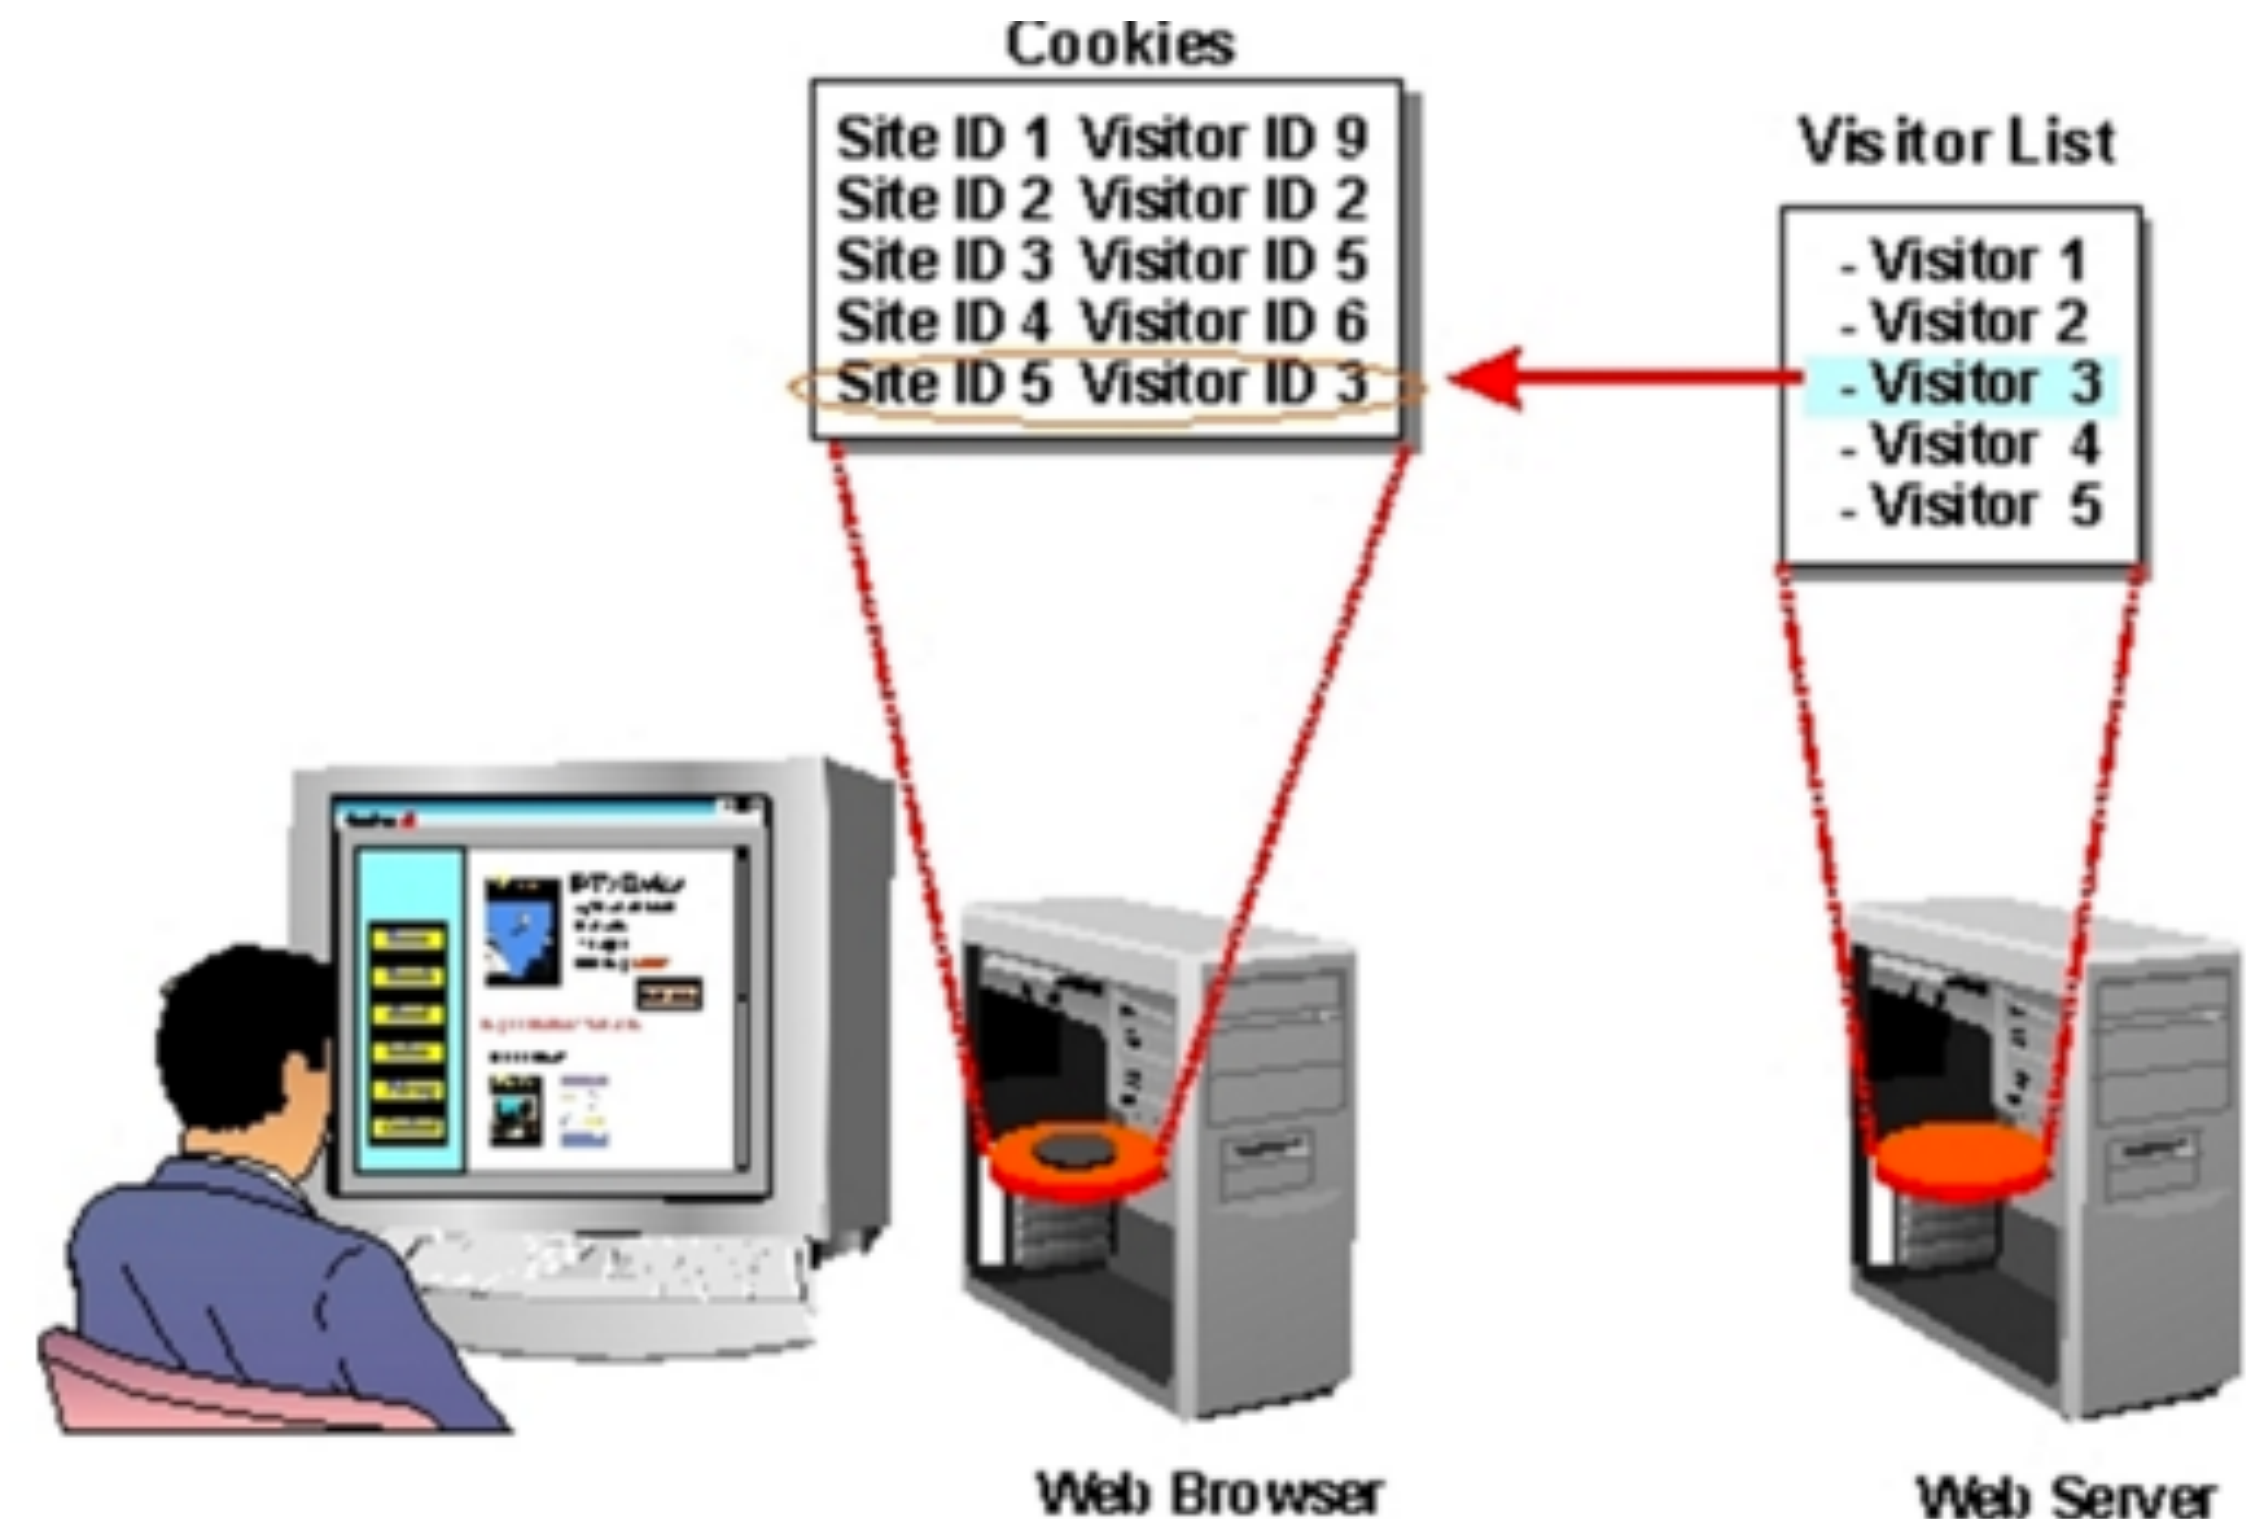 Cookies
Site ID 1 Visitor ID 9
Site ID 2 Visitor ID 2
Site ID 3 Visitor ID 5
Site ID 4 Visitor ID 6
Site ID 5 Visitor ID 3
Visitor List
- Visitor 1
- Visitor 2
- Visitor 3
- Visitor 4
- Visitor 5
Web Browser
Web Server